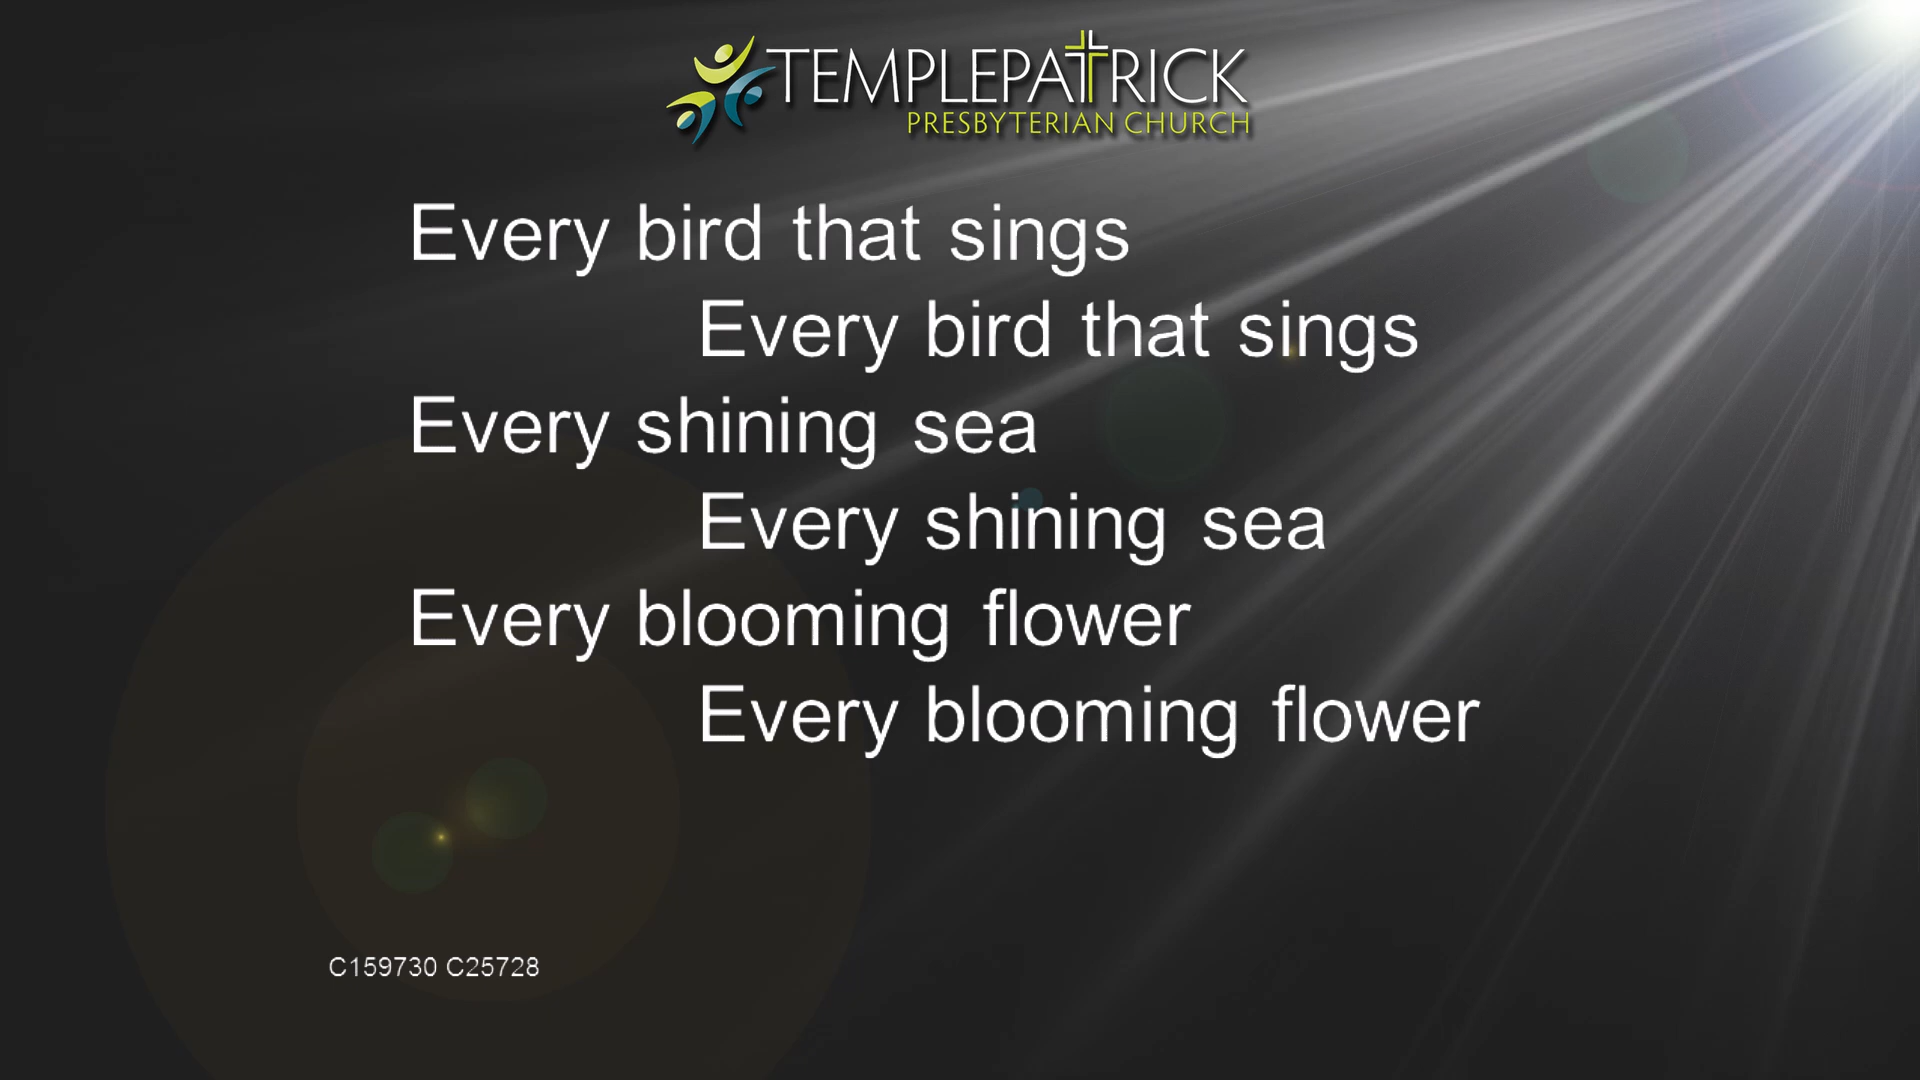 TEMPLEPATRICK
PRESBYTERIAN CHURCH
Every bird that sings
Every bird that sings
Every shining sea
Every shining sea
Every blooming flower
Every blooming flower
C159730 C25728